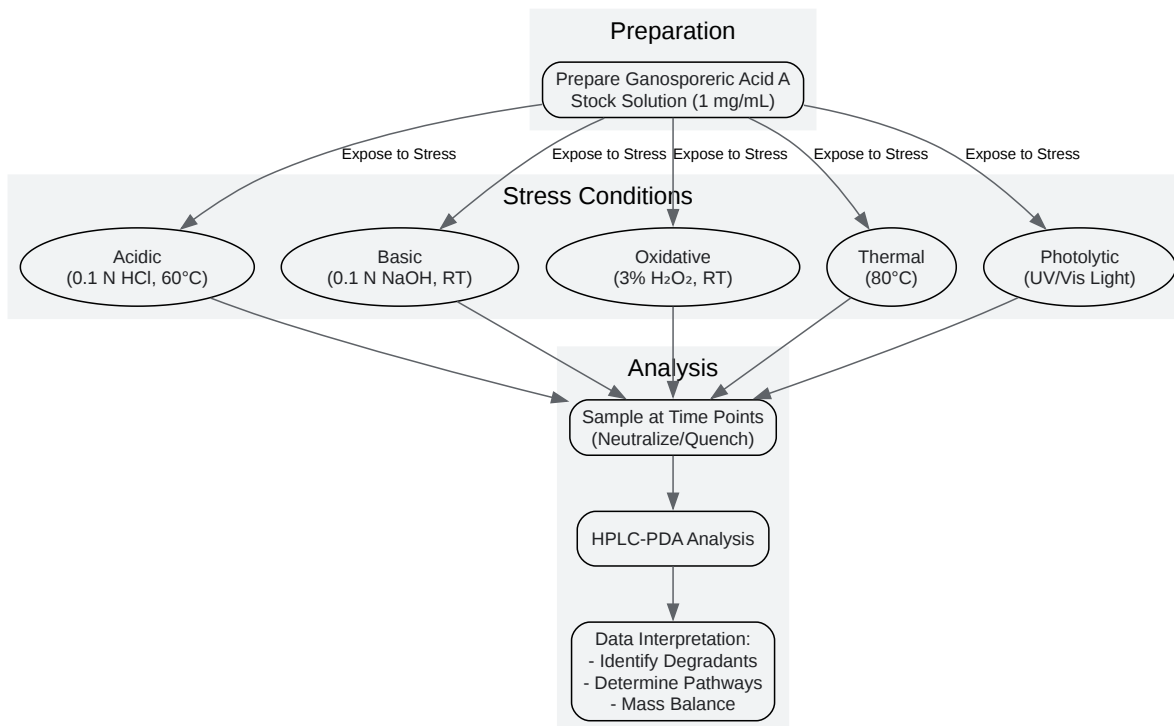 Preparation
Prepare Ganosporeric Acid A
Stock Solution (1 mg/mL)
Expose to Stress
Expose to Stress
Expose to Stress
Expose to Stress
Expose to Stress
Stress Conditions
Acidic
(0.1 N HCl, 60°C)
Basic
(0.1 N NaOH, RT)
Oxidative
(3% H₂O₂, RT)
Thermal
(80°C)
Photolytic
(UV/Vis Light)
Analysis
Sample at Time Points
(Neutralize/Quench)
HPLC-PDA Analysis
Data Interpretation:
- Identify Degradants
- Determine Pathways
- Mass Balance